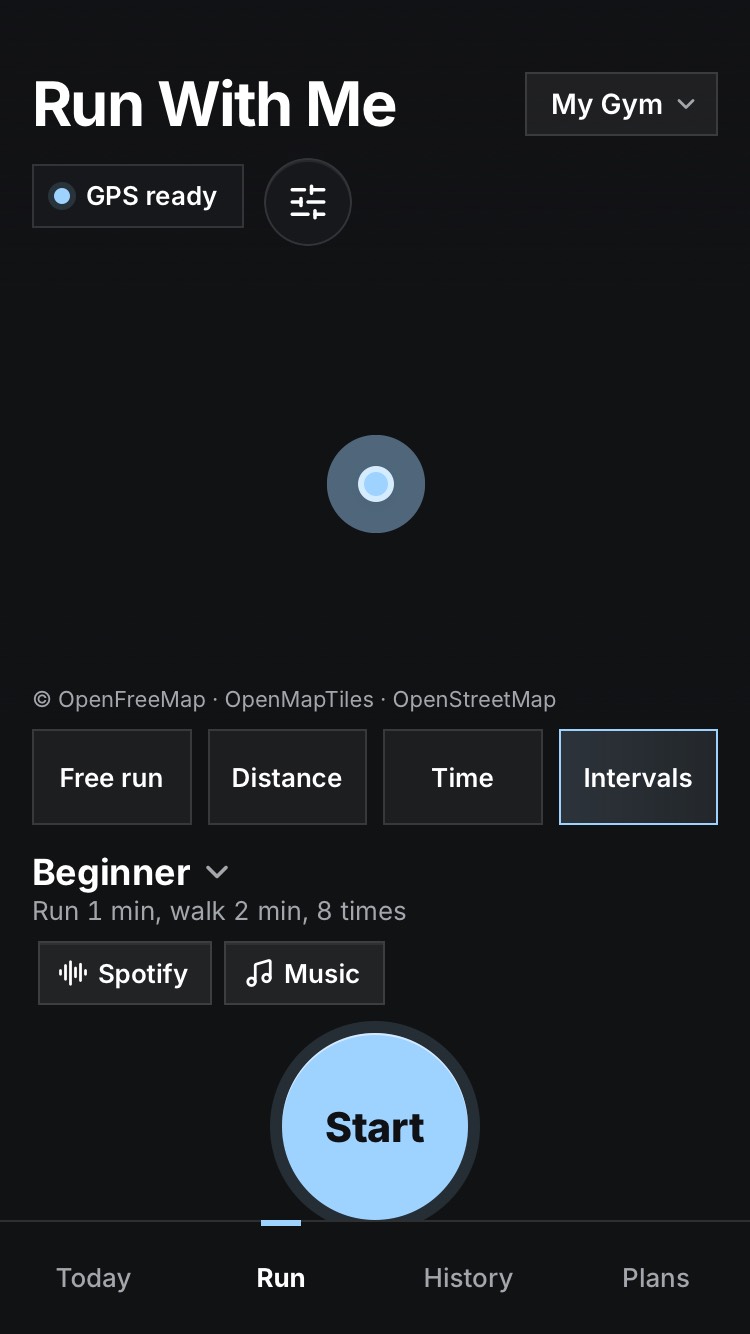 Run With Me
My Gym
GPS ready
© OpenFreeMap · OpenMapTiles · OpenStreetMap
Free run
Distance
Time
Intervals
Beginner
Run 1 min, walk 2 min, 8 times
Spotify
Music
Start
Today
Run
History
Plans